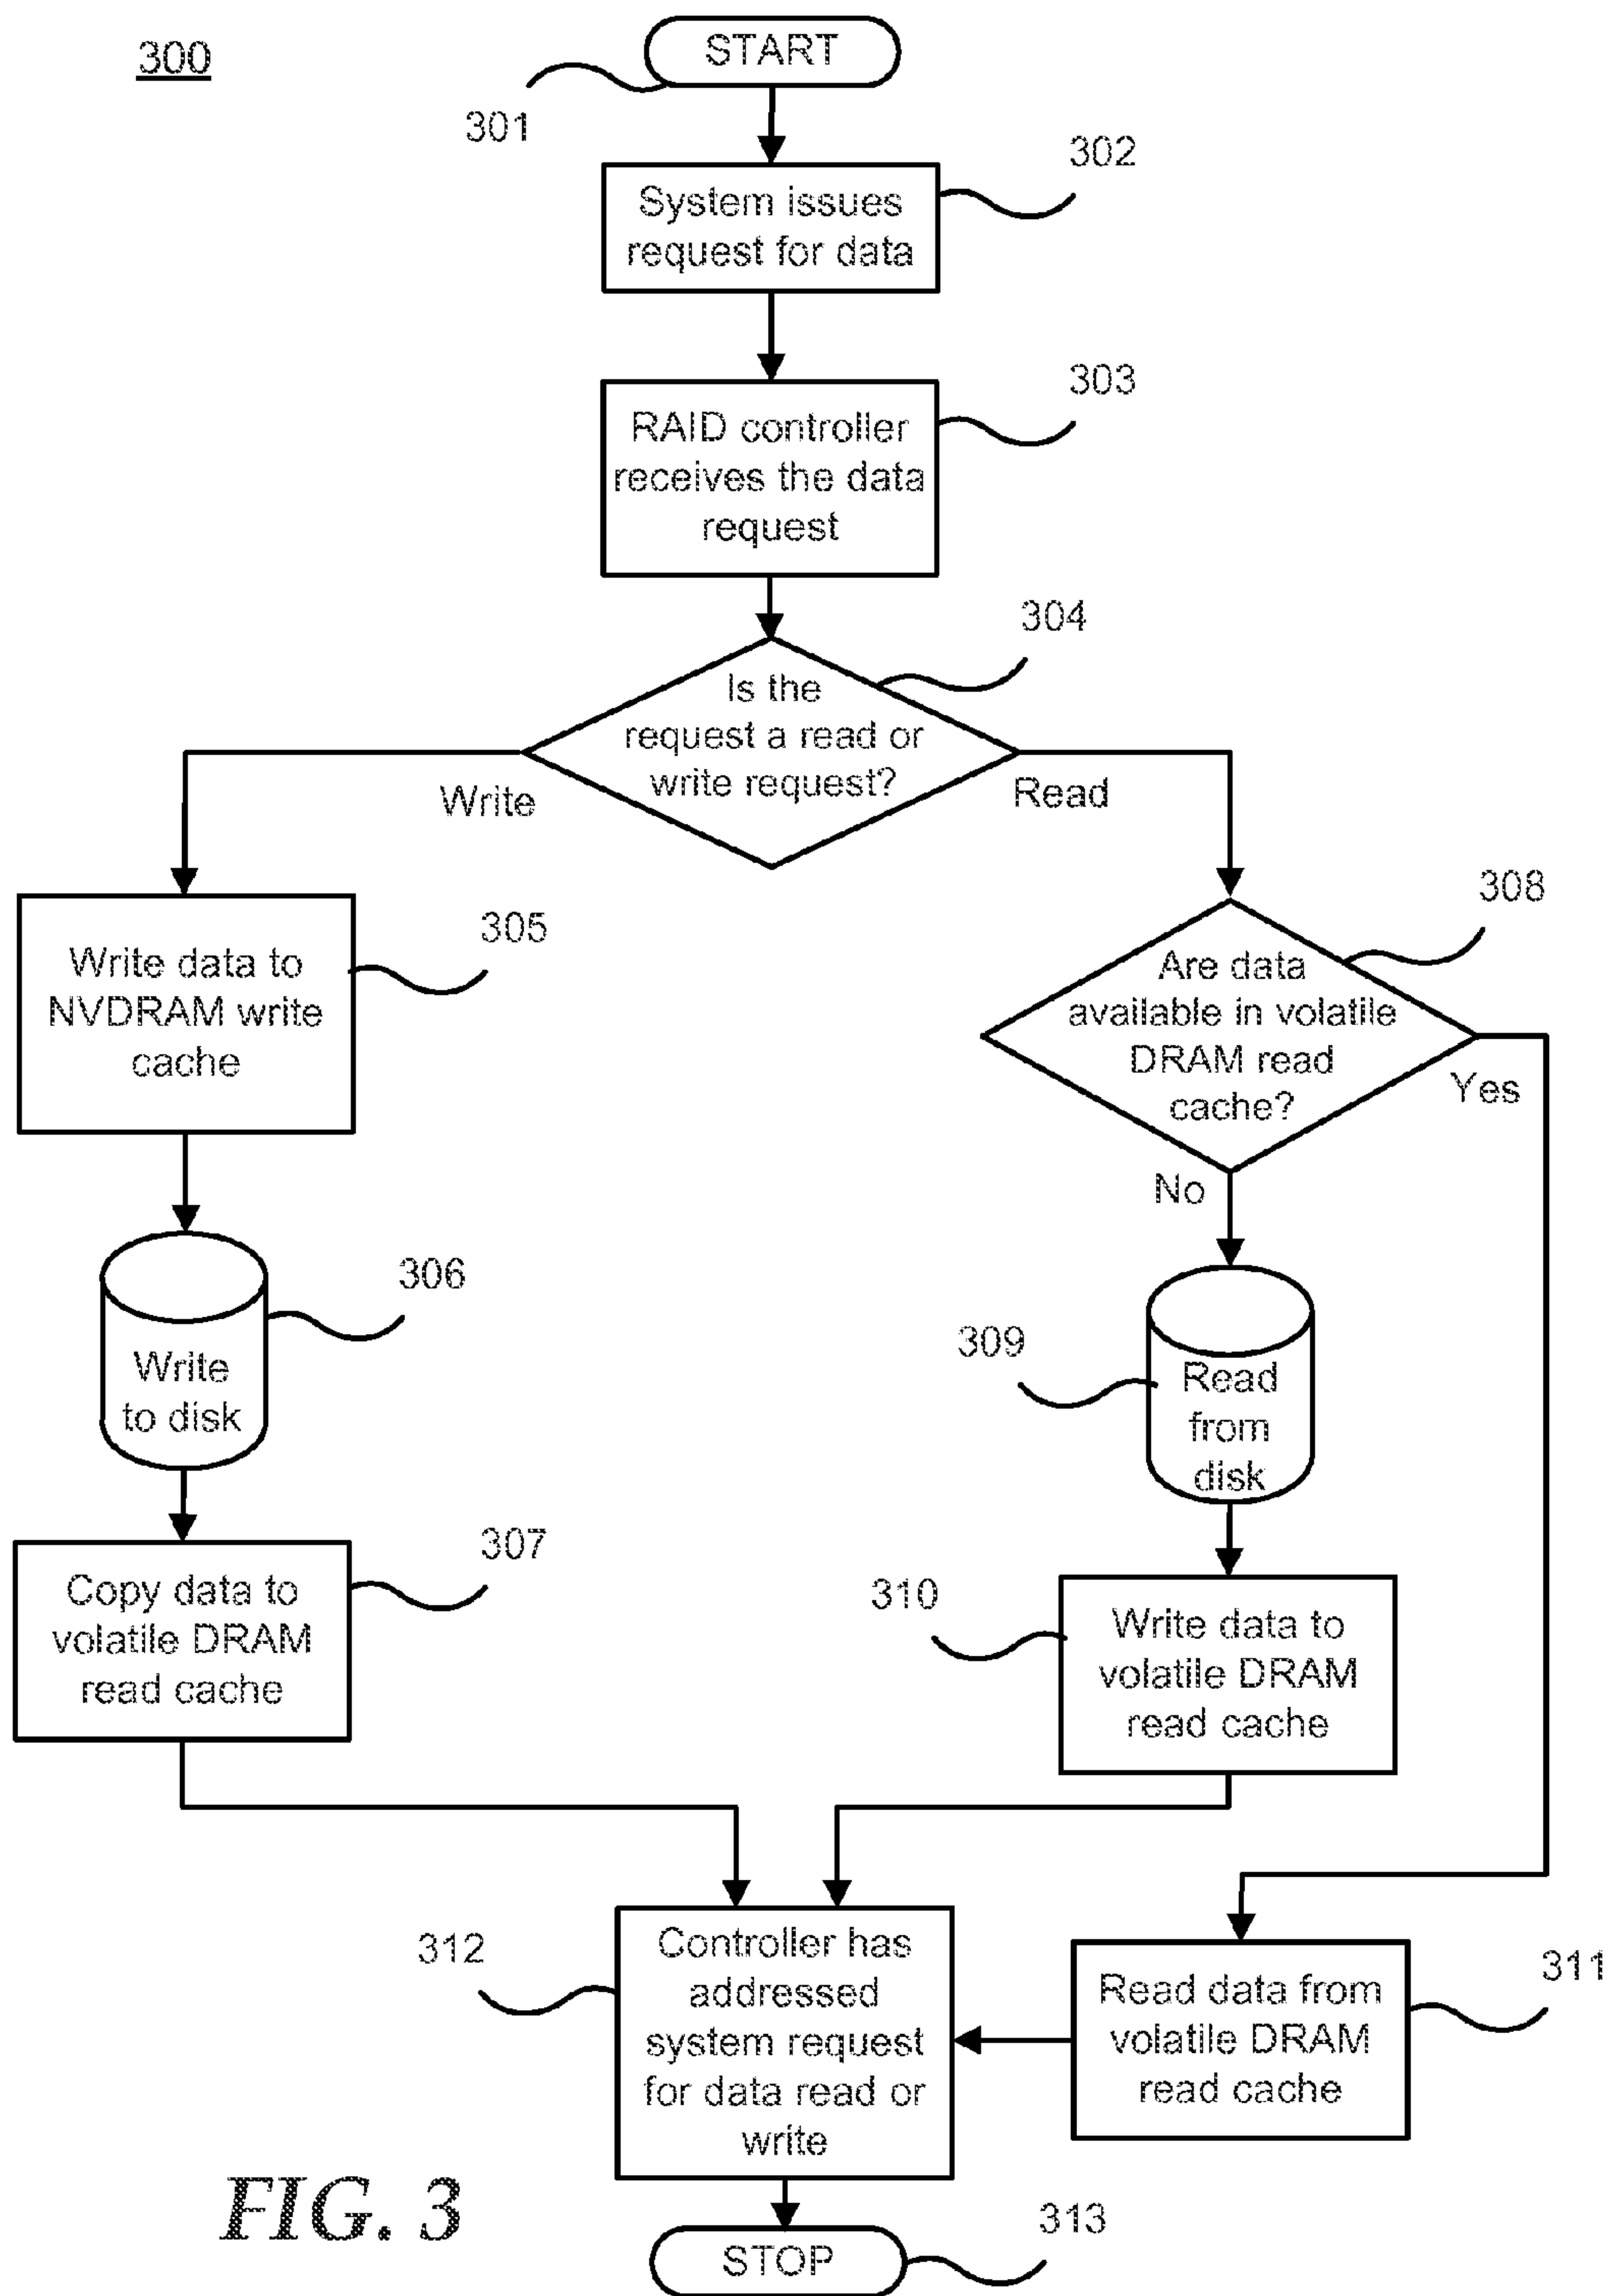 300
START
301
302
System issues
request for data
303
RAID controller
receives the data
request
304
Is the
request a read or
write request?
Write
Read
305
Write data to
NVDRAM write
cache
308
Are data
available in volatile
DRAM read
cache?
Yes
No
306
Write
to disk
309
Read
from
disk
307
Copy data to
volatile DRAM
read cache
310
Write data to
volatile DRAM
read cache
312
Controller has
addressed
system request
for data read or
write
311
Read data from
volatile DRAM
read cache
FIG. 3
313
STOP